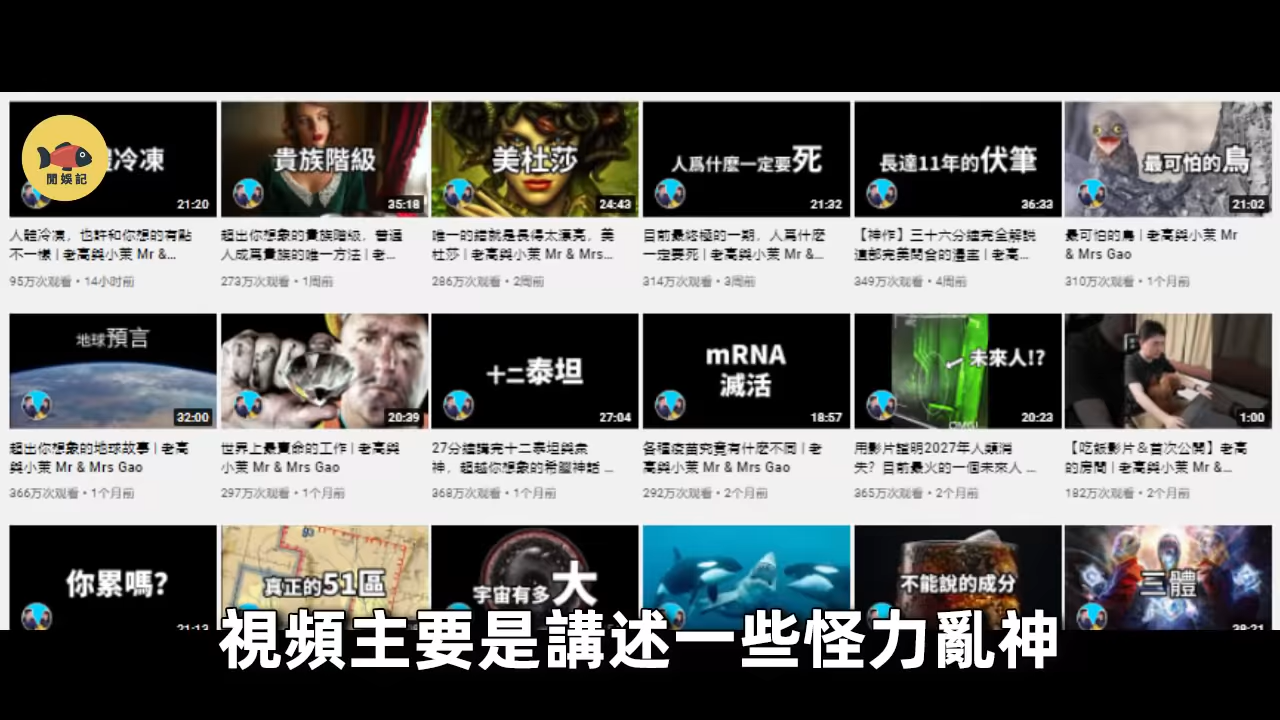 冷凍
閒娛記
21:20
貴族階級
35:18
美杜莎
24:43
人爲什麽一定要死
21:32
長達11年的伏筆
36:33
最可怕的鳥
21:02
人體冷凍，也許和你想的有點
不一樣 | 老高與小茉 Mr &...
95万次观看・14小时前
超出你想象的貴族階級，普通
人成爲貴族的唯一方法 | 老...
273万次观看・1周前
唯一的錯就是長得太漂亮，美
杜莎 | 老高與小茉 Mr & Mrs...
286万次观看・2周前
目前最終極的一期，人爲什麽
一定要死 | 老高與小茉 Mr &...
314万次观看・3周前
【神作】三十六分鐘完全解說
這部完美閉合的漫畫 | 老高...
349万次观看・4周前
最可怕的鳥 | 老高與小茉 Mr
& Mrs Gao
310万次观看・1个月前
地球預言
32:00
20:39
十二泰坦
27:04
mRNA
滅活
18:57
未來人!?
20:23
1:00
超出你想象的地球故事 | 老高
與小茉 Mr & Mrs Gao
366万次观看・1个月前
世界上最賣命的工作 | 老高與
小茉 Mr & Mrs Gao
297万次观看・1个月前
27分鐘講完十二泰坦與衆
神，超越你想象的希臘神話 ...
368万次观看・1个月前
各種疫苗究竟有什麽不同 | 老
高與小茉 Mr & Mrs Gao
292万次观看・2个月前
用影片證明2027年人類消
失？目前最火的一個未來人 ...
365万次观看・2个月前
【吃飯影片＆首次公開】老高
的房間 | 老高與小茉 Mr &...
182万次观看・2个月前
你累嗎?
21:13
真正的51區
宇宙有多大
不能說的成分
三體
38:21
視頻主要是講述一些怪力亂神